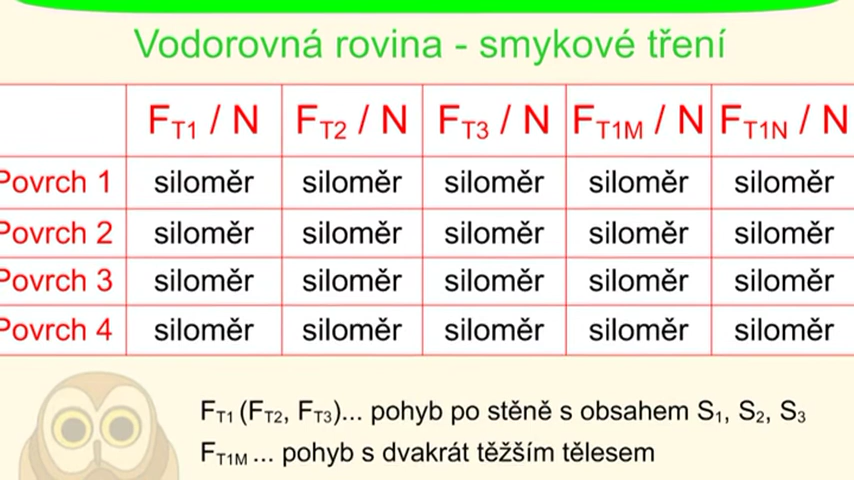 Vodorovná rovina - smykové tření
F_T1 / N F_T2 / N F_T3 / N F_T1M / N F_T1N / N
Povrch 1 siloměr siloměr siloměr siloměr siloměr
Povrch 2 siloměr siloměr siloměr siloměr siloměr
Povrch 3 siloměr siloměr siloměr siloměr siloměr
Povrch 4 siloměr siloměr siloměr siloměr siloměr
F_T1 (F_T2, F_T3)... pohyb po stěně s obsahem S₁, S₂, S₃
F_T1M ... pohyb s dvakrát těžším tělesem